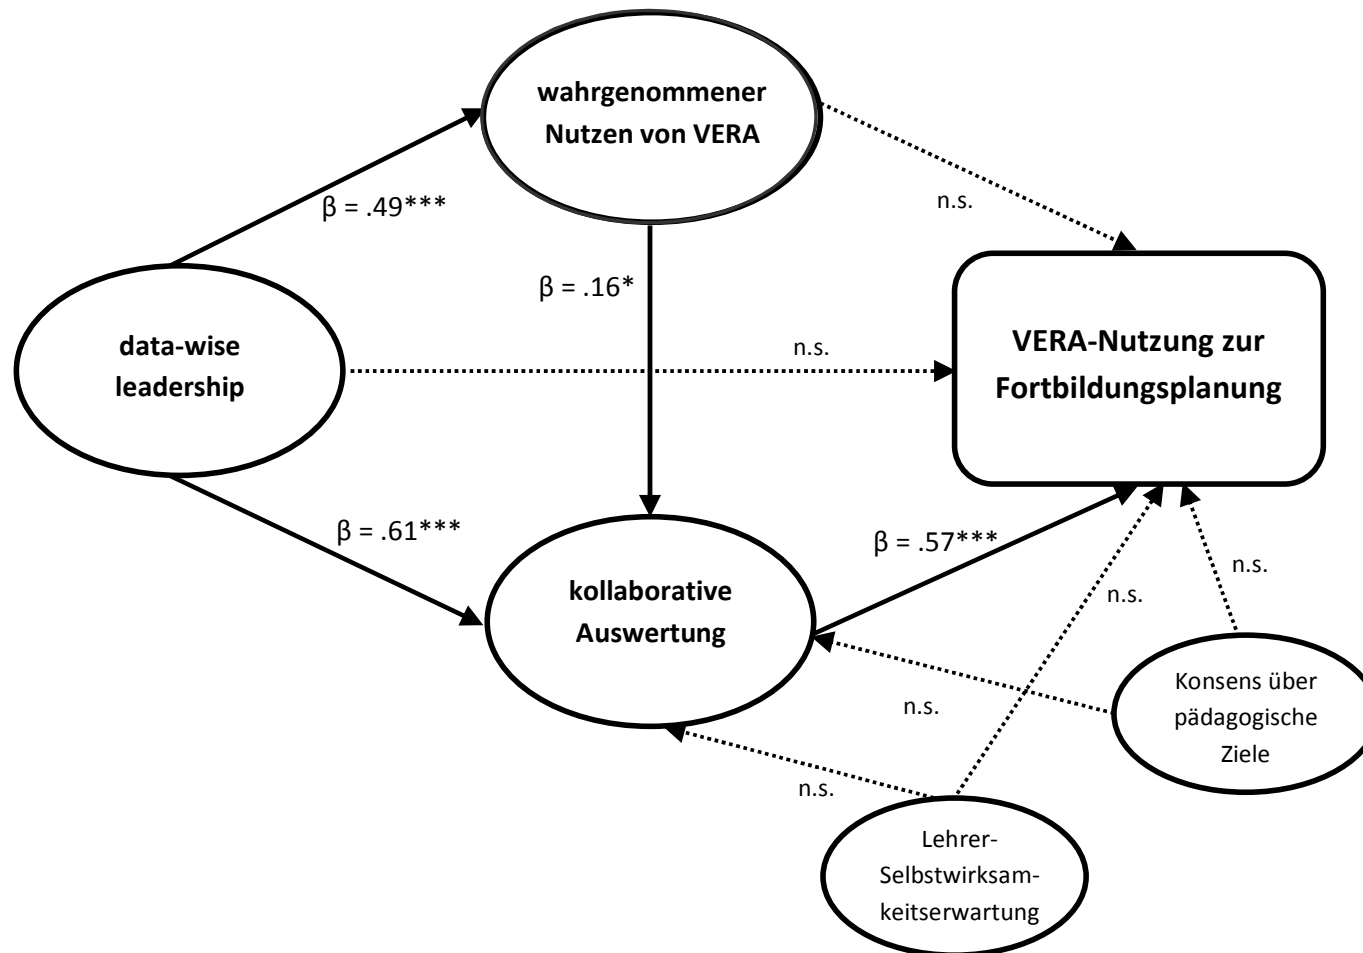 wahrgenommener
Nutzen von VERA
β = .49***
n.s.
β = .16*
data-wise
leadership
n.s.
VERA-Nutzung zur
Fortbildungsplanung
β = .61***
β = .57***
kollaborative
Auswertung
n.s.
n.s.
Konsens über
pädagogische
Ziele
n.s.
n.s.
Lehrer-
Selbstwirksam-
keitserwartung